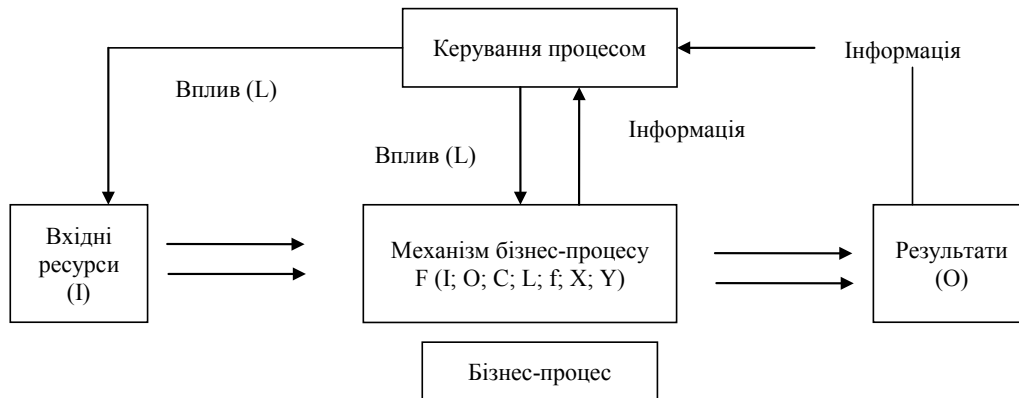 Керування процесом
Інформація
Вплив (L)
Інформація
Вплив (L)
Вхідні
ресурси
(I)
Механізм бізнес-процесу
F (I; O; C; L; f; X; Y)
Результати
(O)
Бізнес-процес